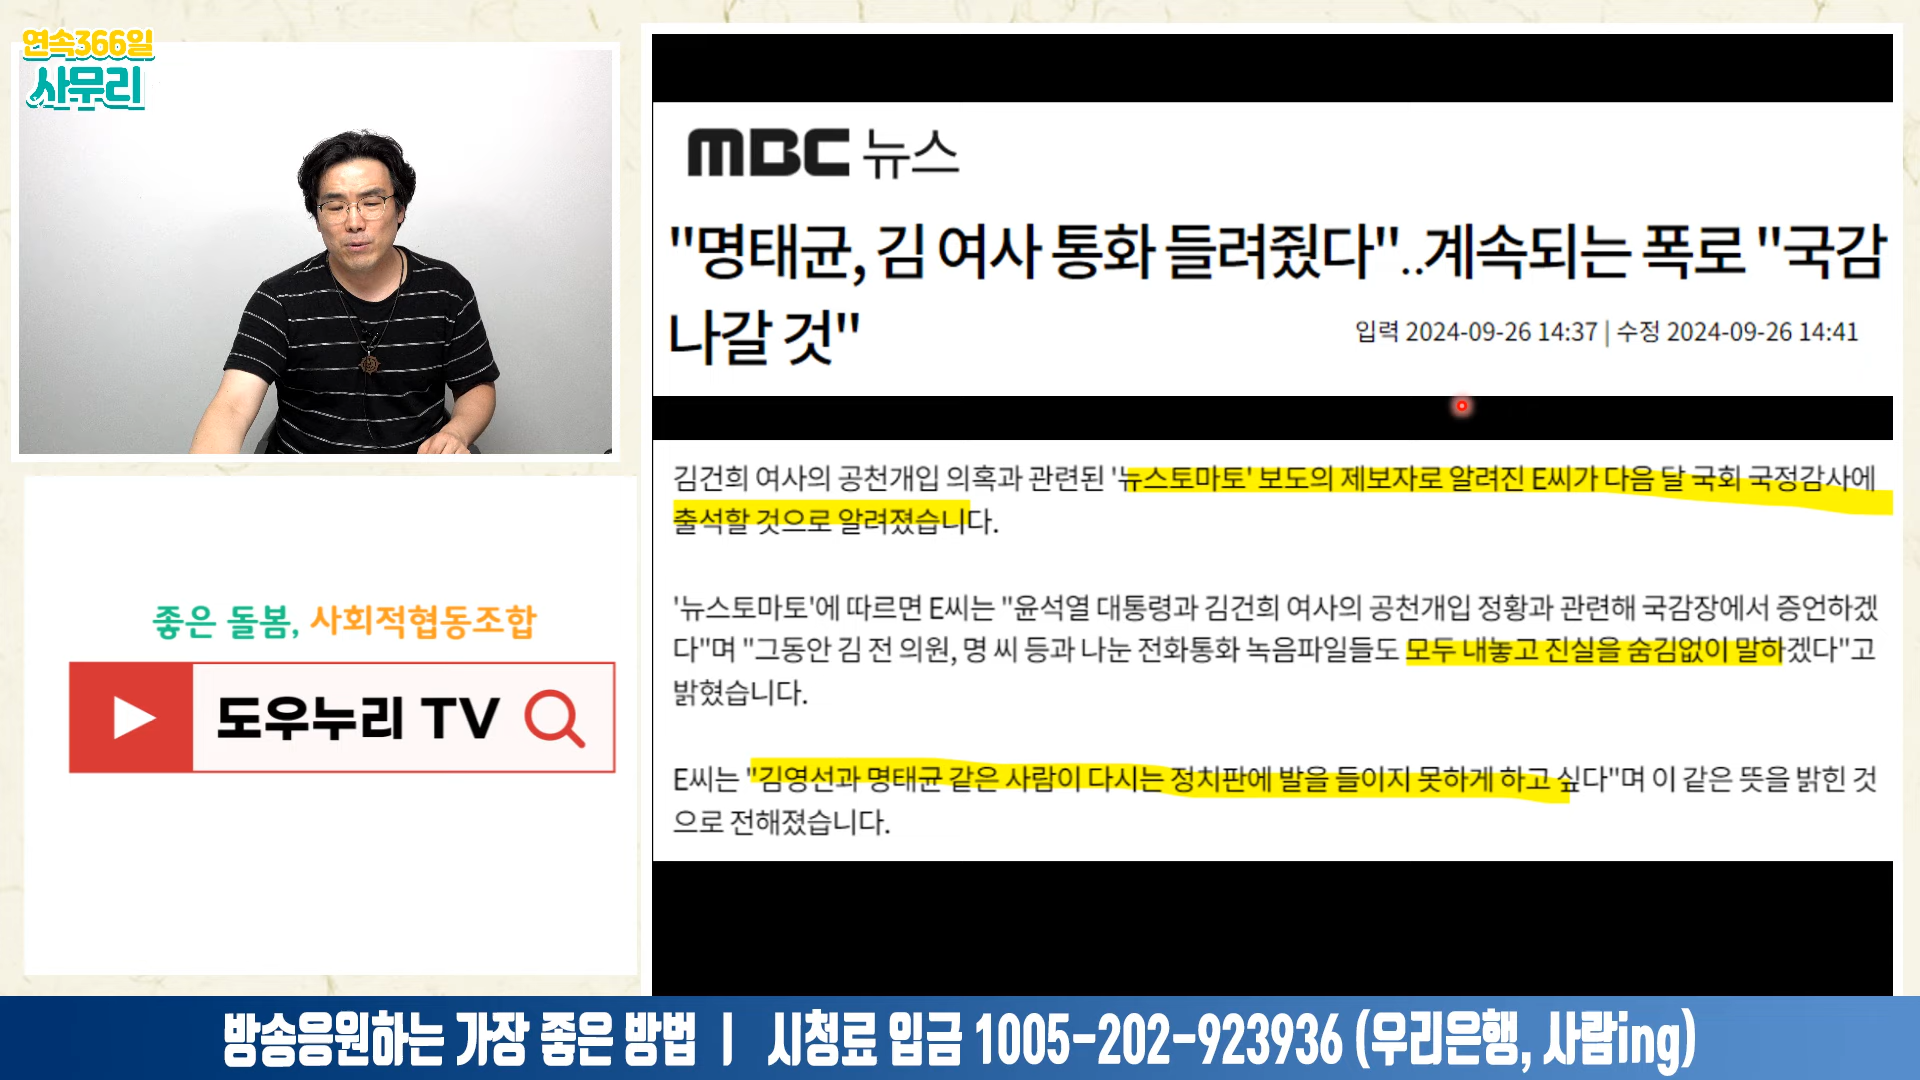 연속366일
사무리
MBC 뉴스
"명태균, 김 여사 통화 들려줬다"..계속되는 폭로 "국감
나갈 것"
입력 2024-09-26 14:37 | 수정 2024-09-26 14:41
김건희 여사의 공천개입 의혹과 관련된 '뉴스토마토' 보도의 제보자로 알려진 E씨가 다음 달 국회 국정감사에
출석할 것으로 알려졌습니다.
'뉴스토마토'에 따르면 E씨는 "윤석열 대통령과 김건희 여사의 공천개입 정황과 관련해 국감장에서 증언하겠
다"며 "그동안 김 전 의원, 명 씨 등과 나눈 전화통화 녹음파일들도 모두 내놓고 진실을 숨김없이 말하겠다"고
밝혔습니다.
E씨는 "김영선과 명태균 같은 사람이 다시는 정치판에 발을 들이지 못하게 하고 싶다"며 이 같은 뜻을 밝힌 것
으로 전해졌습니다.
좋은 돌봄, 사회적협동조합
도우누리 TV
방송응원하는 가장 좋은 방법 ㅣ 시청료 입금 1005-202-923936 (우리은행, 사람ing)